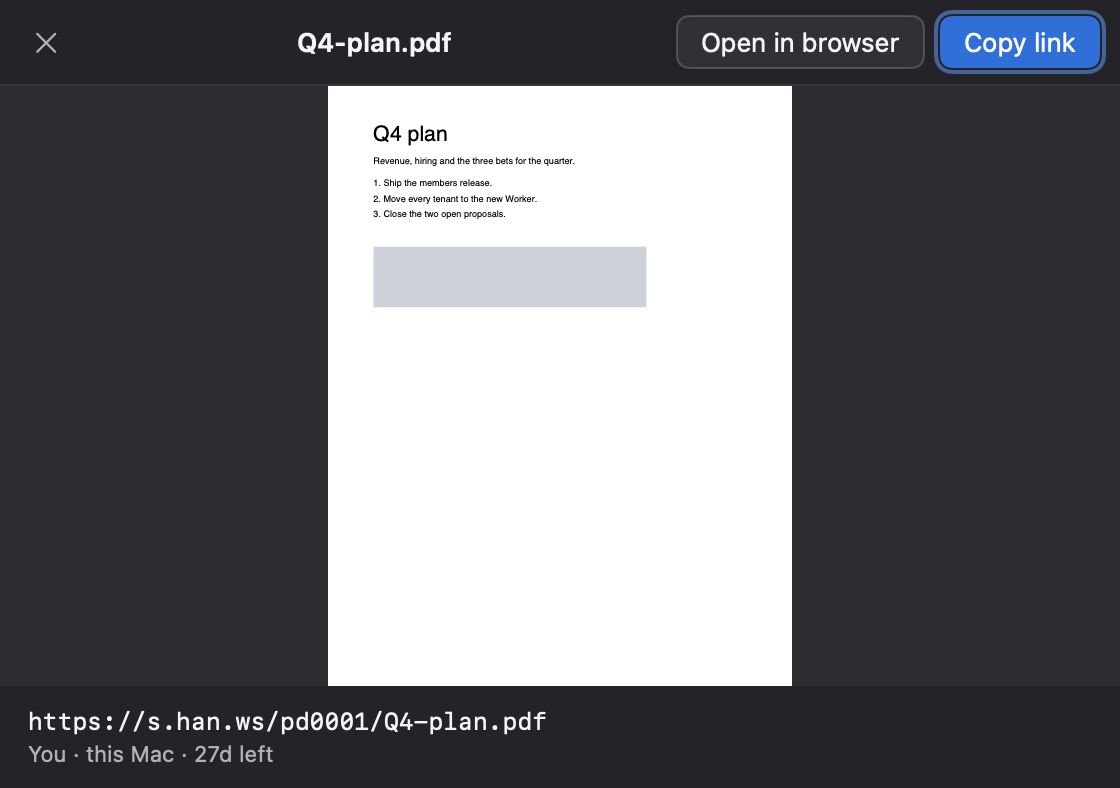 Q4-plan.pdf
Open in browser
Copy link
Q4 plan
Revenue, hiring and the three bets for the quarter.
1. Ship the members release.
2. Move every tenant to the new Worker.
3. Close the two open proposals.
https://s.han.ws/pd0001/Q4-plan.pdf
You · this Mac · 27d left